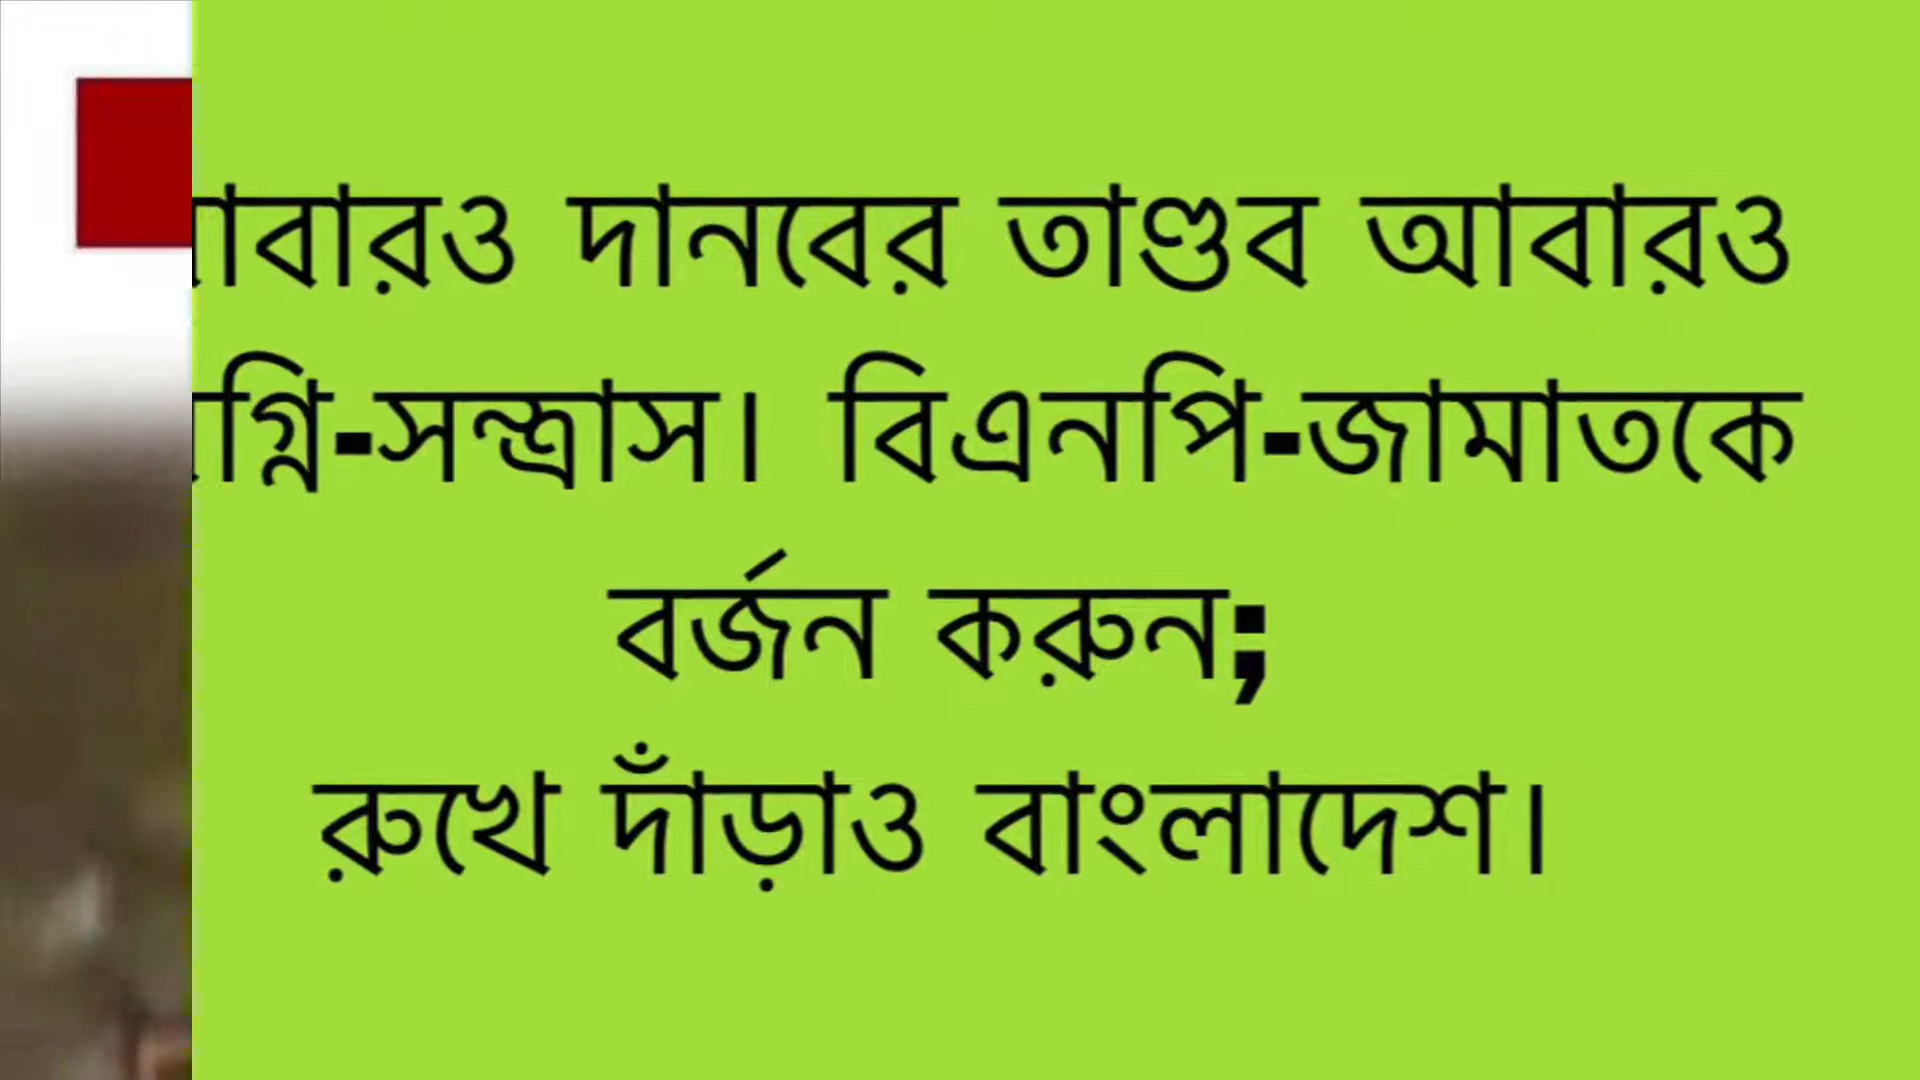 াবারও দানবের তাণ্ডব আবারও
গ্নি-সন্ত্রাস। বিএনপি-জামাতকে
বর্জন করুন;
রুখে দাঁড়াও বাংলাদেশ।